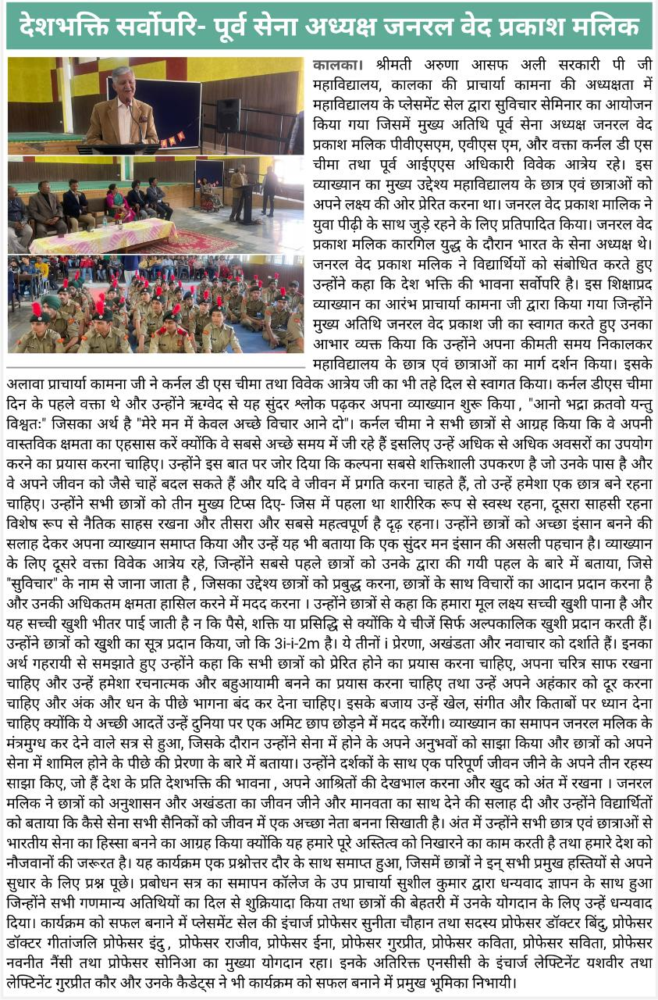 देशभक्ति सर्वोपरि- पूर्व सेना अध्यक्ष जनरल वेद प्रकाश मलिक
कालका। श्रीमती अरुणा आसफ अली सरकारी पी जी
महाविद्यालय, कालका की प्राचार्या कामना की अध्यक्षता में
महाविद्यालय के प्लेसमेंट सेल द्वारा सुविचार सेमिनार का आयोजन
किया गया जिसमें मुख्य अतिथि पूर्व सेना अध्यक्ष जनरल वेद
प्रकाश मलिक पीवीएसएम, एवीएस एम, और वक्ता कर्नल डी एस
चीमा तथा पूर्व आईएएस अधिकारी विवेक आत्रेय रहे। इस
व्याख्यान का मुख्य उद्देश्य महाविद्यालय के छात्र एवं छात्राओं को
अपने लक्ष्य की ओर प्रेरित करना था। जनरल वेद प्रकाश मालिक ने
युवा पीढ़ी के साथ जुड़े रहने के लिए प्रतिपादित किया। जनरल वेद
प्रकाश मलिक कारगिल युद्ध के दौरान भारत के सेना अध्यक्ष थे।
जनरल वेद प्रकाश मलिक ने विद्यार्थियों को संबोधित करते हुए
उन्होंने कहा कि देश भक्ति की भावना सर्वोपरि है। इस शिक्षाप्रद
व्याख्यान का आरंभ प्राचार्या कामना जी द्वारा किया गया जिन्होंने
मुख्य अतिथि जनरल वेद प्रकाश जी का स्वागत करते हुए उनका
आभार व्यक्त किया कि उन्होंने अपना कीमती समय निकालकर
महाविद्यालय के छात्र एवं छात्राओं का मार्ग दर्शन किया। इसके
अलावा प्राचार्या कामना जी ने कर्नल डी एस चीमा तथा विवेक आत्रेय जी का भी तहे दिल से स्वागत किया। कर्नल डीएस चीमा
दिन के पहले वक्ता थे और उन्होंने ऋग्वेद से यह सुंदर श्लोक पढ़कर अपना व्याख्यान शुरू किया , "आनो भद्रा क्रतवो यन्तु
विश्वतः" जिसका अर्थ है "मेरे मन में केवल अच्छे विचार आने दो"। कर्नल चीमा ने सभी छात्रों से आग्रह किया कि वे अपनी
वास्तविक क्षमता का एहसास करें क्योंकि वे सबसे अच्छे समय में जी रहे हैं इसलिए उन्हें अधिक से अधिक अवसरों का उपयोग
करने का प्रयास करना चाहिए। उन्होंने इस बात पर जोर दिया कि कल्पना सबसे शक्तिशाली उपकरण है जो उनके पास है और
वे अपने जीवन को जैसे चाहें बदल सकते हैं और यदि वे जीवन में प्रगति करना चाहते हैं, तो उन्हें हमेशा एक छात्र बने रहना
चाहिए। उन्होंने सभी छात्रों को तीन मुख्य टिप्स दिए- जिस में पहला था शारीरिक रूप से स्वस्थ रहना, दूसरा साहसी रहना
विशेष रूप से नैतिक साहस रखना और तीसरा और सबसे महत्वपूर्ण है दृढ़ रहना। उन्होंने छात्रों को अच्छा इंसान बनने की
सलाह देकर अपना व्याख्यान समाप्त किया और उन्हें यह भी बताया कि एक सुंदर मन इंसान की असली पहचान है। व्याख्यान
के लिए दूसरे वक्ता विवेक आत्रेय रहे, जिन्होंने सबसे पहले छात्रों को उनके द्वारा की गयी पहल के बारे में बताया, जिसे
"सुविचार" के नाम से जाना जाता है , जिसका उद्देश्य छात्रों को प्रबुद्ध करना, छात्रों के साथ विचारों का आदान प्रदान करना है
और उनकी अधिकतम क्षमता हासिल करने में मदद करना । उन्होंने छात्रों से कहा कि हमारा मूल लक्ष्य सच्ची खुशी पाना है और
यह सच्ची खुशी भीतर पाई जाती है न कि पैसे, शक्ति या प्रसिद्धि से क्योंकि ये चीजें सिर्फ अल्पकालिक खुशी प्रदान करती हैं।
उन्होंने छात्रों को खुशी का सूत्र प्रदान किया, जो कि 3i-i-2m है। ये तीनों i प्रेरणा, अखंडता और नवाचार को दर्शाते हैं। इनका
अर्थ गहरायी से समझाते हुए उन्होंने कहा कि सभी छात्रों को प्रेरित होने का प्रयास करना चाहिए, अपना चरित्र साफ रखना
चाहिए और उन्हें हमेशा रचनात्मक और बहुआयामी बनने का प्रयास करना चाहिए तथा उन्हें अपने अहंकार को दूर करना
चाहिए और अंक और धन के पीछे भागना बंद कर देना चाहिए। इसके बजाय उन्हें खेल, संगीत और किताबों पर ध्यान देना
चाहिए क्योंकि ये अच्छी आदतें उन्हें दुनिया पर एक अमिट छाप छोड़ने में मदद करेंगी। व्याख्यान का समापन जनरल मलिक के
मंत्रमुग्ध कर देने वाले सत्र से हुआ, जिसके दौरान उन्होंने सेना में होने के अपने अनुभवों को साझा किया और छात्रों को अपने
सेना में शामिल होने के पीछे की प्रेरणा के बारे में बताया। उन्होंने दर्शकों के साथ एक परिपूर्ण जीवन जीने के अपने तीन रहस्य
साझा किए, जो हैं देश के प्रति देशभक्ति की भावना , अपने आश्रितों की देखभाल करना और खुद को अंत में रखना । जनरल
मलिक ने छात्रों को अनुशासन और अखंडता का जीवन जीने और मानवता का साथ देने की सलाह दी और उन्होंने विद्यार्थितों
को बताया कि कैसे सेना सभी सैनिकों को जीवन में एक अच्छा नेता बनना सिखाती है। अंत में उन्होंने सभी छात्र एवं छात्राओं से
भारतीय सेना का हिस्सा बनने का आग्रह किया क्योंकि यह हमारे पूरे अस्तित्व को निखारने का काम करती है तथा हमारे देश को
नौजवानों की जरूरत है। यह कार्यक्रम एक प्रश्नोत्तर दौर के साथ समाप्त हुआ, जिसमें छात्रों ने इन् सभी प्रमुख हस्तियों से अपने
सुधार के लिए प्रश्न पूछे। प्रबोधन सत्र का समापन कॉलेज के उप प्राचार्या सुशील कुमार द्वारा धन्यवाद ज्ञापन के साथ हुआ
जिन्होंने सभी गणमान्य अतिथियों का दिल से शुक्रियादा किया तथा छात्रों की बेहतरी में उनके योगदान के लिए उन्हें धन्यवाद
दिया। कार्यक्रम को सफल बनाने में प्लेसमेंट सेल की इंचार्ज प्रोफेसर सुनीता चौहान तथा सदस्य प्रोफेसर डॉक्टर बिंदु, प्रोफेसर
डॉक्टर गीतांजलि प्रोफेसर इंदु , प्रोफेसर राजीव, प्रोफेसर ईना, प्रोफेसर गुरप्रीत, प्रोफेसर कविता, प्रोफेसर सविता, प्रोफेसर
नवनीत नैंसी तथा प्रोफेसर सोनिआ का मुख्या योगदान रहा। इनके अतिरिक्त एनसीसी के इंचार्ज लेफ्टिनेंट यशवीर तथा
लेफ्टिनेंट गुरप्रीत कौर और उनके कैडेट्स ने भी कार्यक्रम को सफल बनाने में प्रमुख भूमिका निभायी।